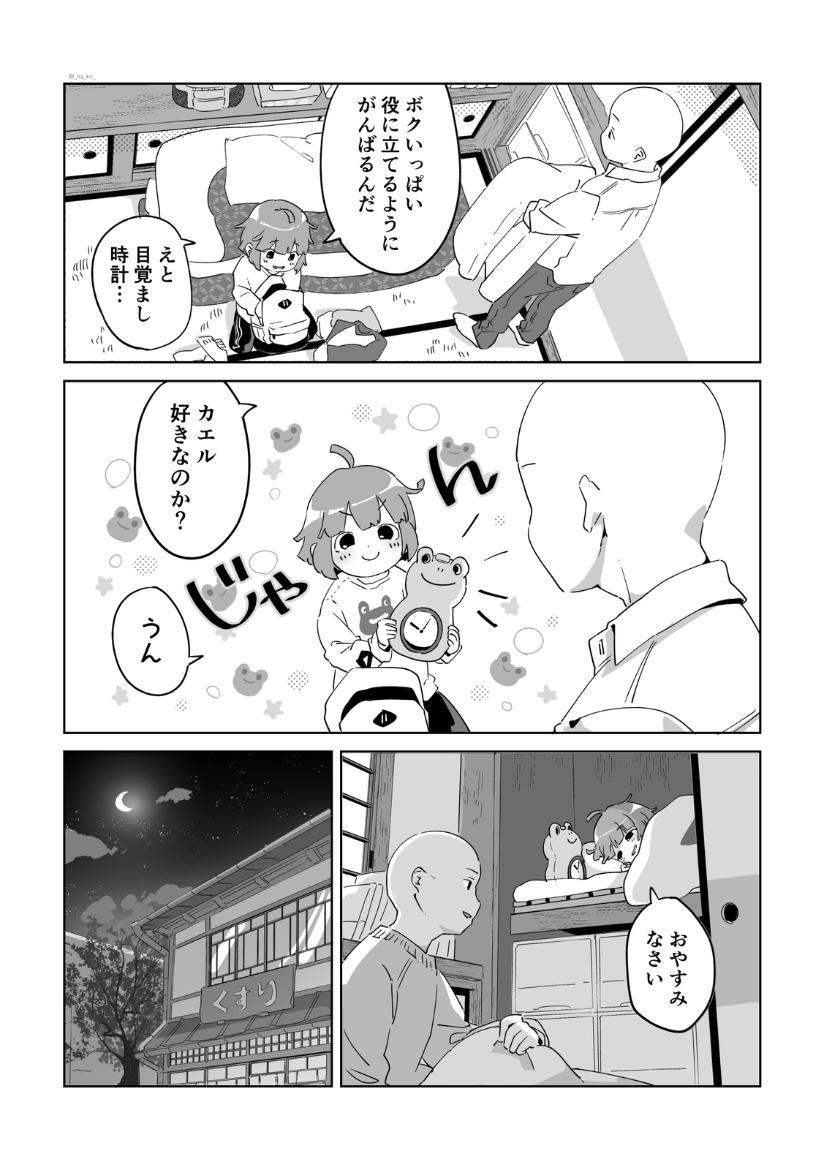 @_na_ko_
ボクいっぱい
役に立てるように
がんばるんだ
えと
目覚まし
時計…
じゃん
カエル
好きなのか?
うん
おやすみ
なさい
くすり